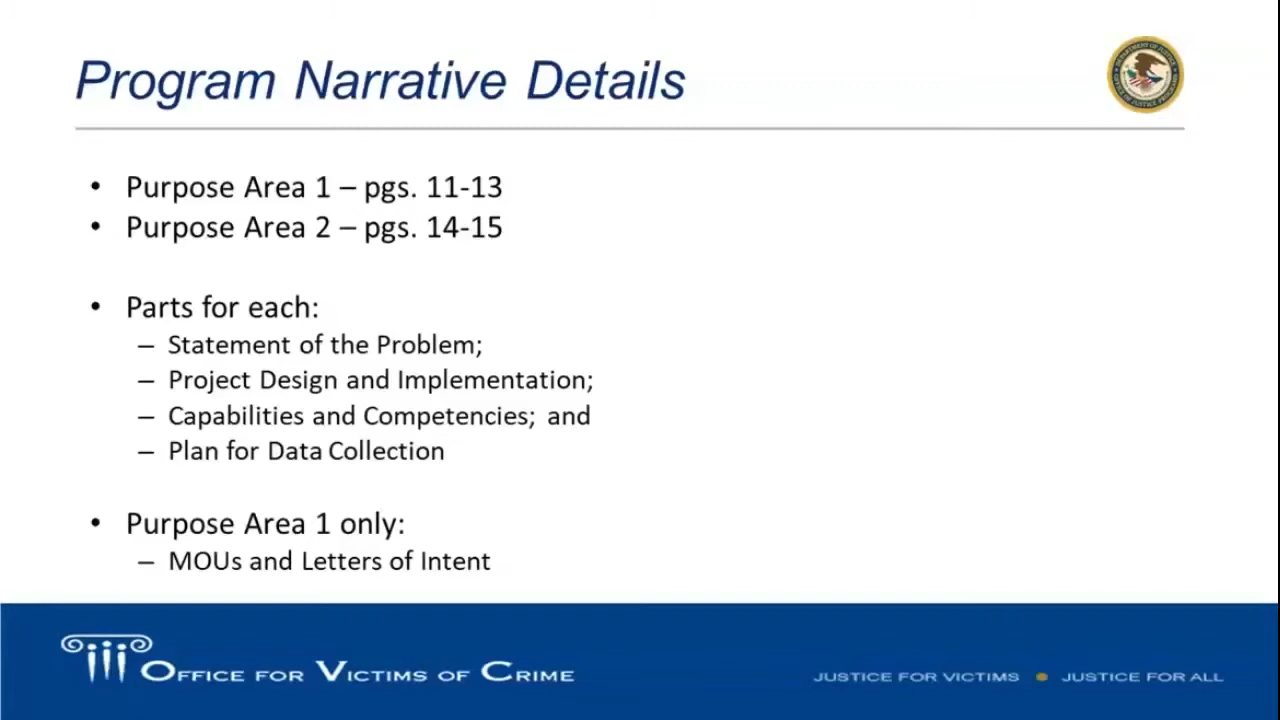 Program Narrative Details
• Purpose Area 1 – pgs. 11-13
• Purpose Area 2 – pgs. 14-15
• Parts for each:
– Statement of the Problem;
– Project Design and Implementation;
– Capabilities and Competencies; and
– Plan for Data Collection
• Purpose Area 1 only:
– MOUs and Letters of Intent
OFFICE FOR VICTIMS OF CRIME
JUSTICE FOR VICTIMS • JUSTICE FOR ALL